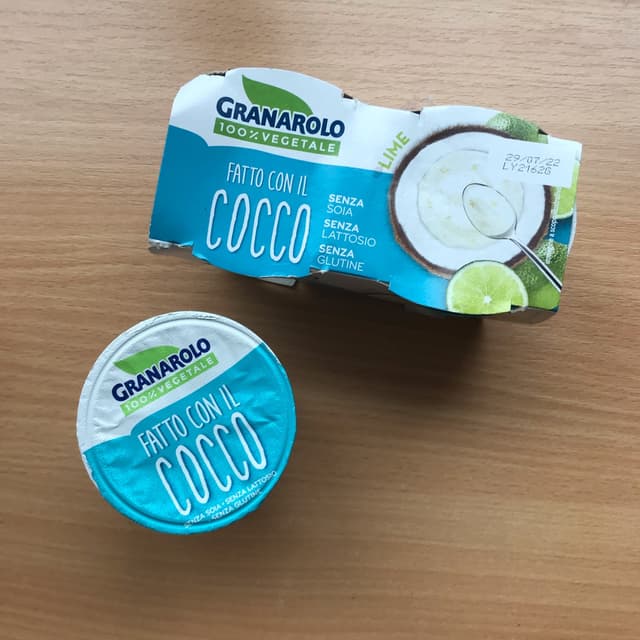 GRANAROLO
100% VEGETALE
FATTO CON IL
COCCO
SENZA
SOIA
SENZA
LATTOSIO
SENZA
GLUTINE
LIME
29/07/22
LY2162G
GRANAROLO
100% VEGETALE
FATTO CON IL
COCCO
SENZA SOIA • SENZA LATTOSIO
SENZA GLUTINE